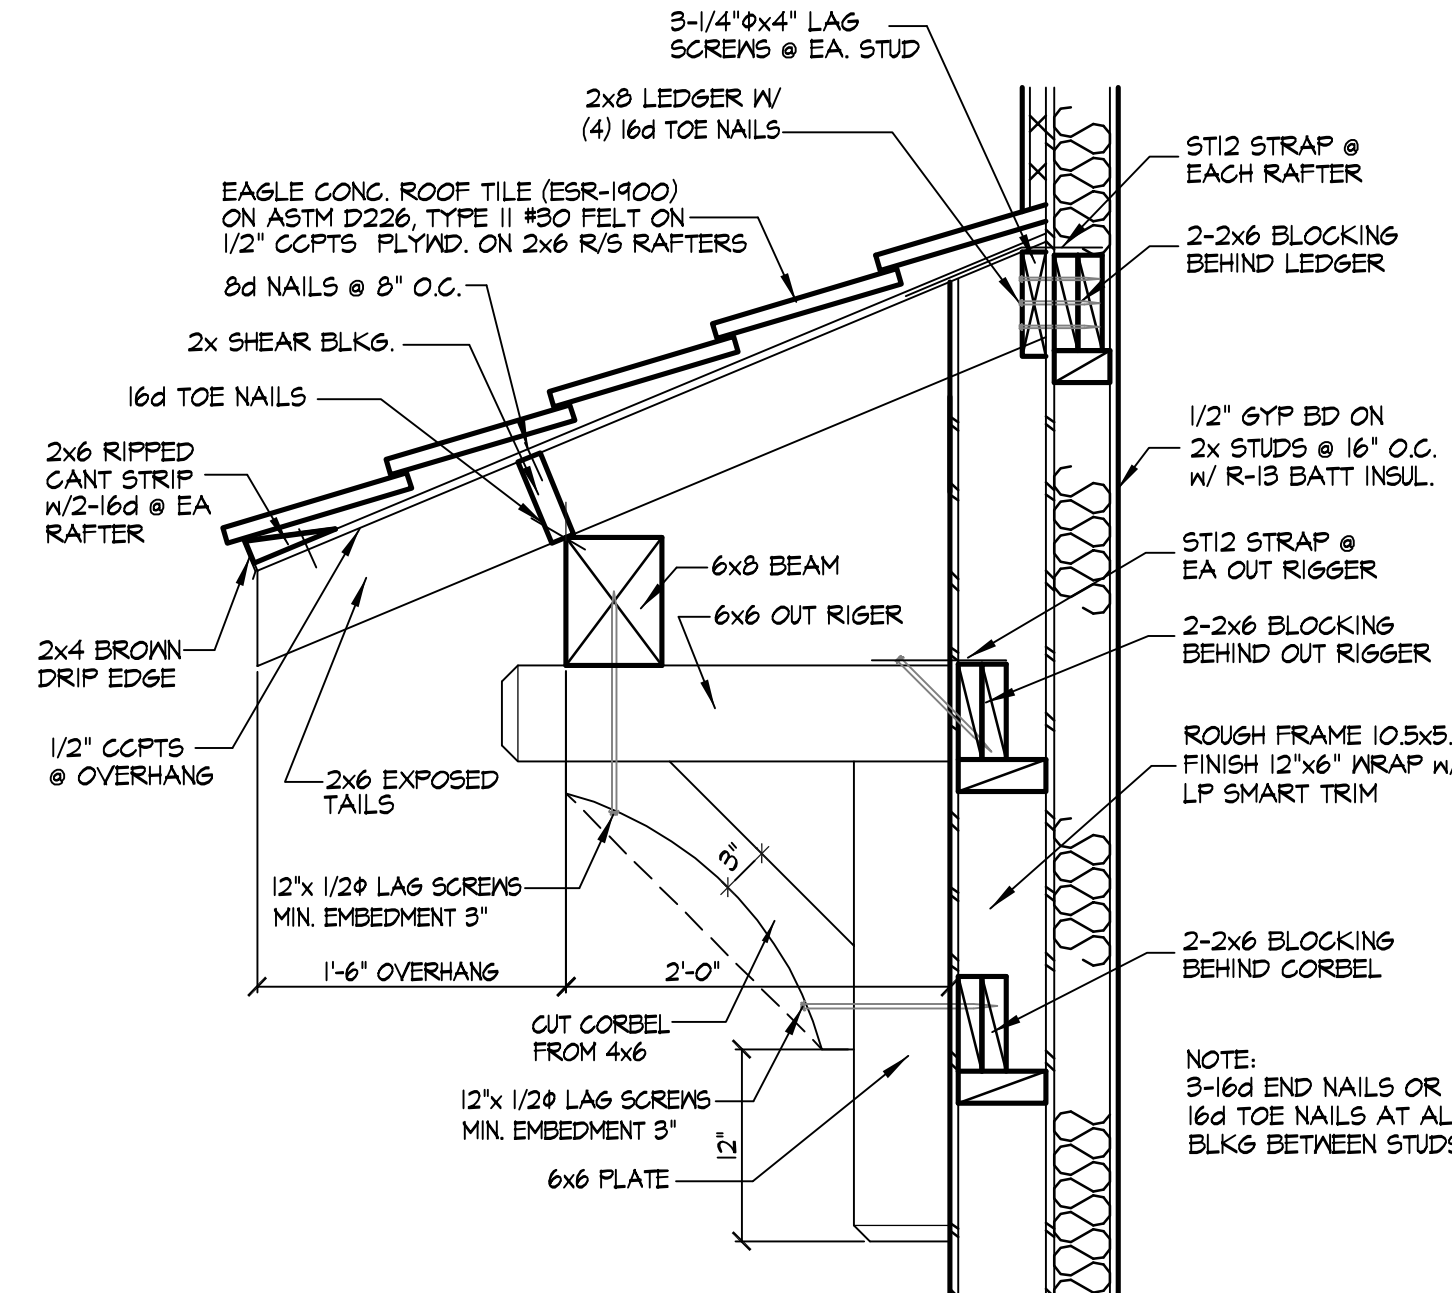 3-1/4"Φx4" LAG
SCREWS @ EA. STUD
2x8 LEDGER W/
(4) 16d TOE NAILS
EAGLE CONC. ROOF TILE (ESR-1900)
ON ASTM D226, TYPE II #30 FELT ON
1/2" CCPTS PLYWD. ON 2x6 R/S RAFTERS
8d NAILS @ 8" O.C.
2x SHEAR BLKG.
16d TOE NAILS
2x6 RIPPED
CANT STRIP
w/2-16d @ EA
RAFTER
2x4 BROWN
DRIP EDGE
1/2" CCPTS
@ OVERHANG
2x6 EXPOSED
TAILS
12"x 1/2Φ LAG SCREWS
MIN. EMBEDMENT 3"
1'-6" OVERHANG
2'-0"
3"
CUT CORBEL
FROM 4x6
12"x 1/2Φ LAG SCREWS
MIN. EMBEDMENT 3"
12"
6x6 PLATE
6x8 BEAM
6x6 OUT RIGER
ST12 STRAP @
EACH RAFTER
2-2x6 BLOCKING
BEHIND LEDGER
1/2" GYP BD ON
2x STUDS @ 16" O.C.
w/ R-13 BATT INSUL.
ST12 STRAP @
EA OUT RIGGER
2-2x6 BLOCKING
BEHIND OUT RIGGER
ROUGH FRAME 10.5x5.
FINISH 12"x6" WRAP w/
LP SMART TRIM
2-2x6 BLOCKING
BEHIND CORBEL
NOTE:
3-16d END NAILS OR
16d TOE NAILS AT AL
BLKG BETWEEN STUDS